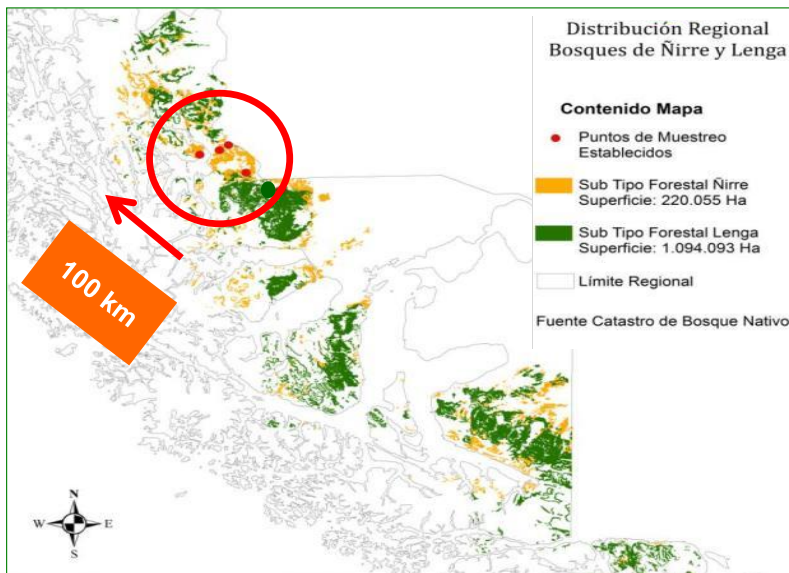 Distribución Regional
Bosques de Ñirre y Lenga
Contenido Mapa
Puntos de Muestreo
Establecidos
Sub Tipo Forestal Ñirre
Superficie: 220.055 Ha
Sub Tipo Forestal Lenga
Superficie: 1.094.093 Ha
Límite Regional
Fuente Catastro de Bosque Nativo
100 km
N
W
E
S